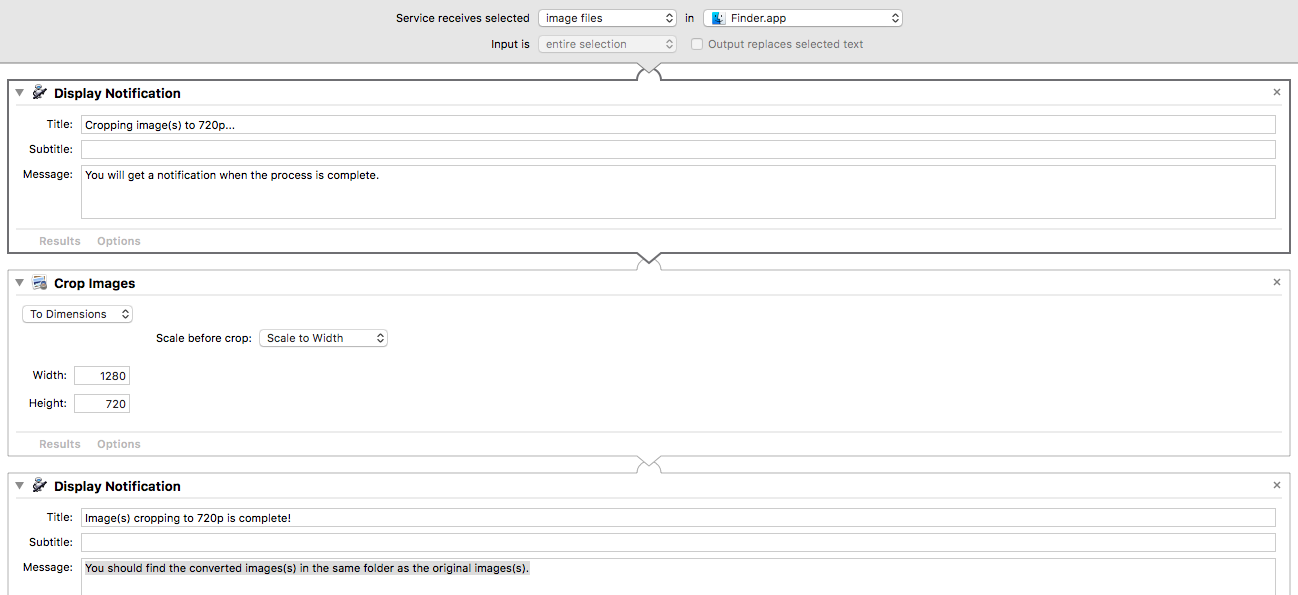 Service receives selected image files in Finder.app
Input is entire selection Output replaces selected text
Display Notification
Title: Cropping image(s) to 720p...
Subtitle:
Message: You will get a notification when the process is complete.
Results Options
Crop Images
To Dimensions
Scale before crop: Scale to Width
Width: 1280
Height: 720
Results Options
Display Notification
Title: Image(s) cropping to 720p is complete!
Subtitle:
Message: You should find the converted images(s) in the same folder as the original images(s).